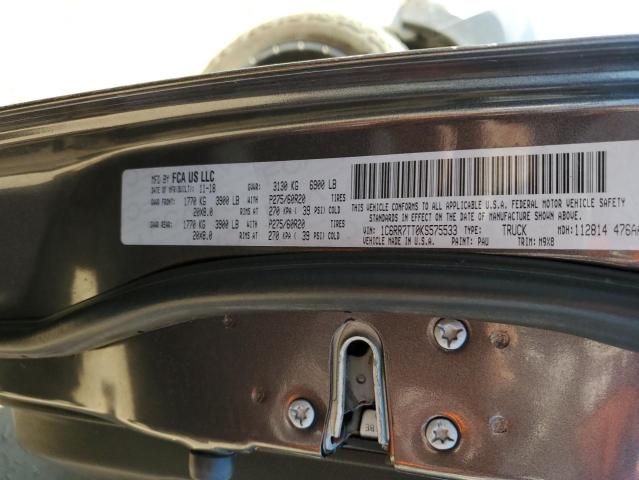 MFD BY FCA US LLC
DATE OF MFR(BUILT): 11-18 GVWR: 3130 KG 6900 LB
GAWR FRONT: 1770 KG 3900 LB WITH P275/60R20 TIRES
20X8.0 RIMS AT 270 KPA ( 39 PSI) COLD
GAWR REAR: 1770 KG 3900 LB WITH P275/60R20 TIRES
20X8.0 RIMS AT 270 KPA ( 39 PSI) COLD
THIS VEHICLE CONFORMS TO ALL APPLICABLE U.S.A. FEDERAL MOTOR VEHICLE SAFETY
STANDARDS IN EFFECT ON THE DATE OF MANUFACTURE SHOWN ABOVE.
VIN: 1C6RR7TT0KS575533 TYPE: TRUCK MDH: 112814 476AA
VEHICLE MADE IN U.S.A. PAINT: PAU TRIM: M9X8